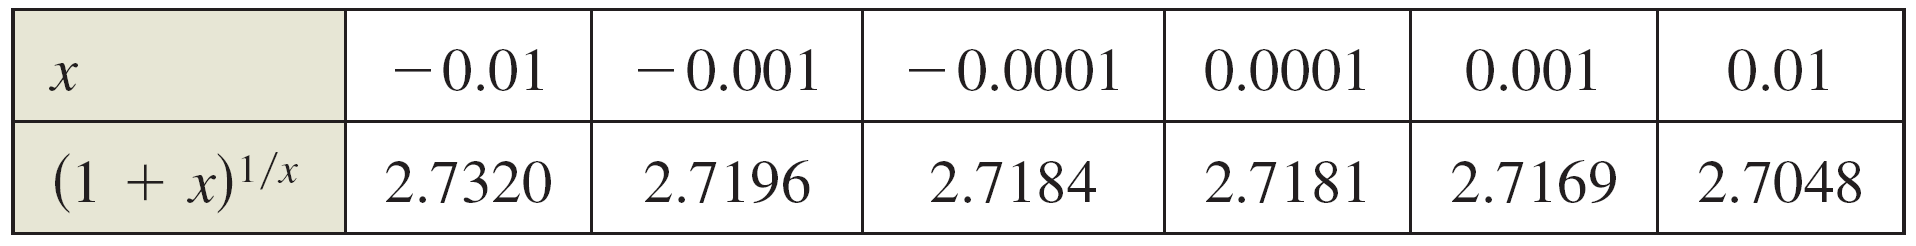 x −0.01 −0.001 −0.0001 0.0001 0.001 0.01
(1 + x)^{1/x} 2.7320 2.7196 2.7184 2.7181 2.7169 2.7048